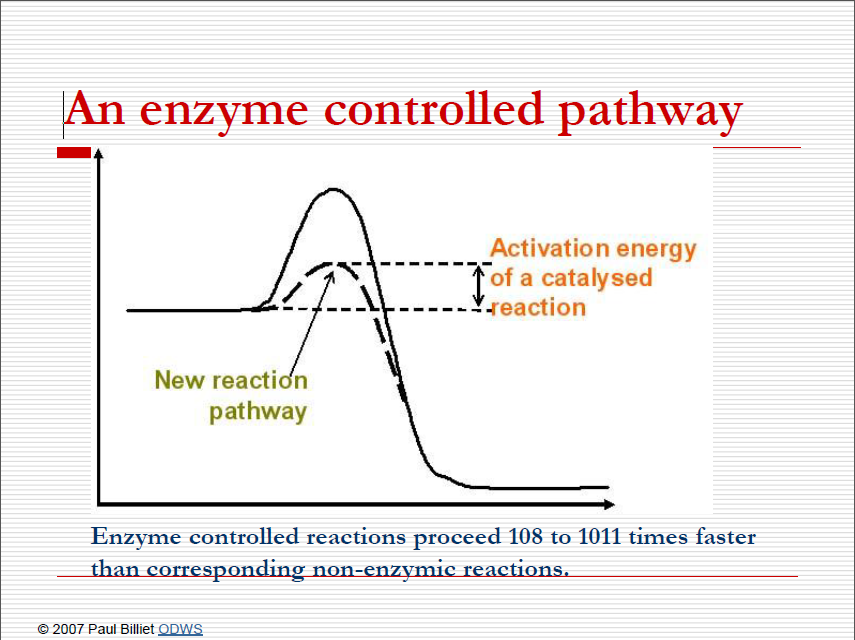 An enzyme controlled pathway
Activation energy
of a catalysed
reaction
New reaction
pathway
Enzyme controlled reactions proceed 108 to 1011 times faster
than corresponding non-enzymic reactions.
© 2007 Paul Billiet ODWS